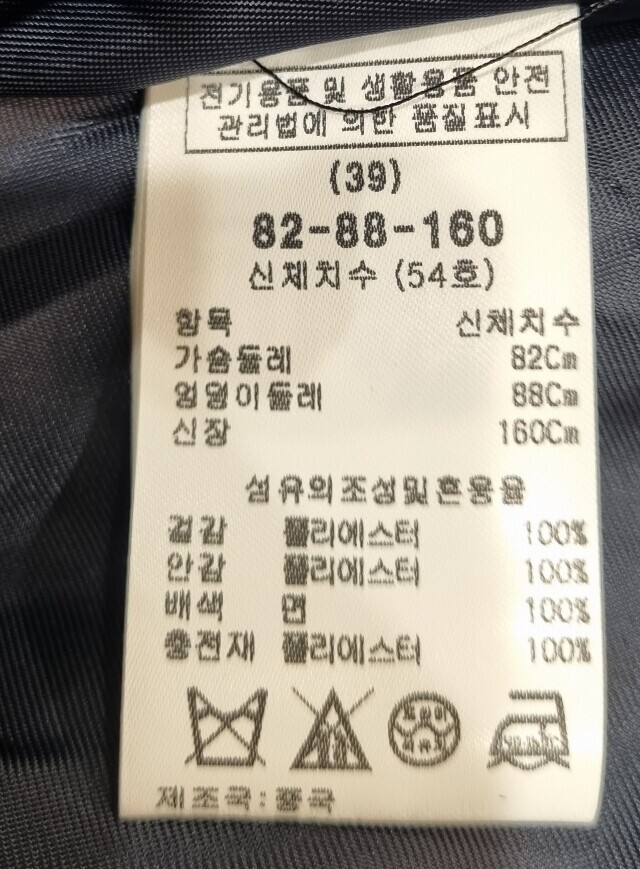 전기용품 및 생활용품 안전
관리법에 의한 품질표시
(39)
82-88-160
신체치수 (54호)
항목 신체치수
가슴둘레 82Cm
엉덩이둘레 88Cm
신장 160Cm
섬유의조성및혼용율
겉감 폴리에스터 100%
안감 폴리에스터 100%
배색 면 100%
충전재 폴리에스터 100%
제조국:중국